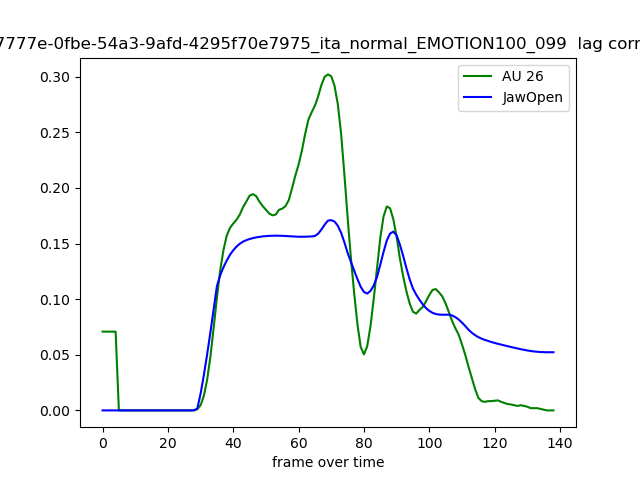 7777e-0fbe-54a3-9afd-4295f70e7975_ita_normal_EMOTION100_099  lag corr
AU 26
JawOpen
0.30
0.25
0.20
0.15
0.10
0.05
0.00
0 20 40 60 80 100 120 140
frame over time